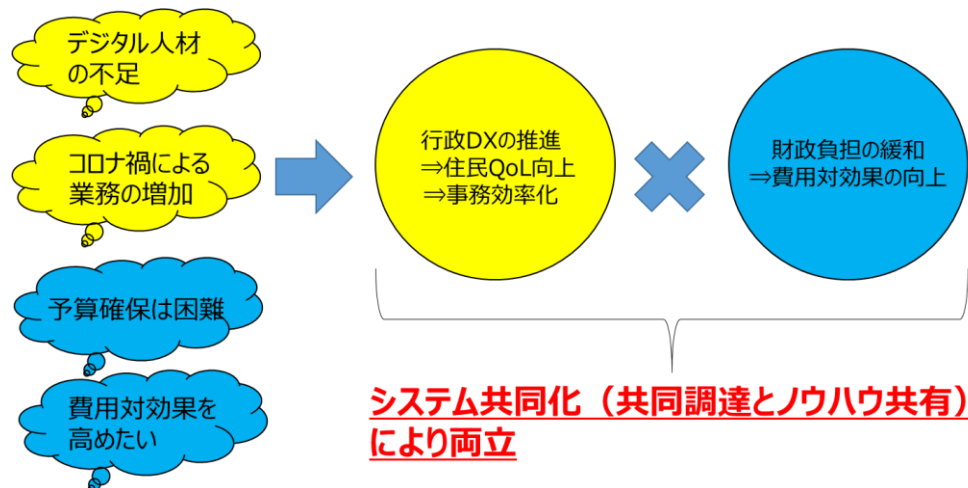 デジタル人材
の不足
コロナ禍による
業務の増加
予算確保は困難
費用対効果を
高めたい
行政DXの推進
⇒住民QoL向上
⇒事務効率化
財政負担の緩和
⇒費用対効果の向上
システム共同化（共同調達とノウハウ共有）
により両立